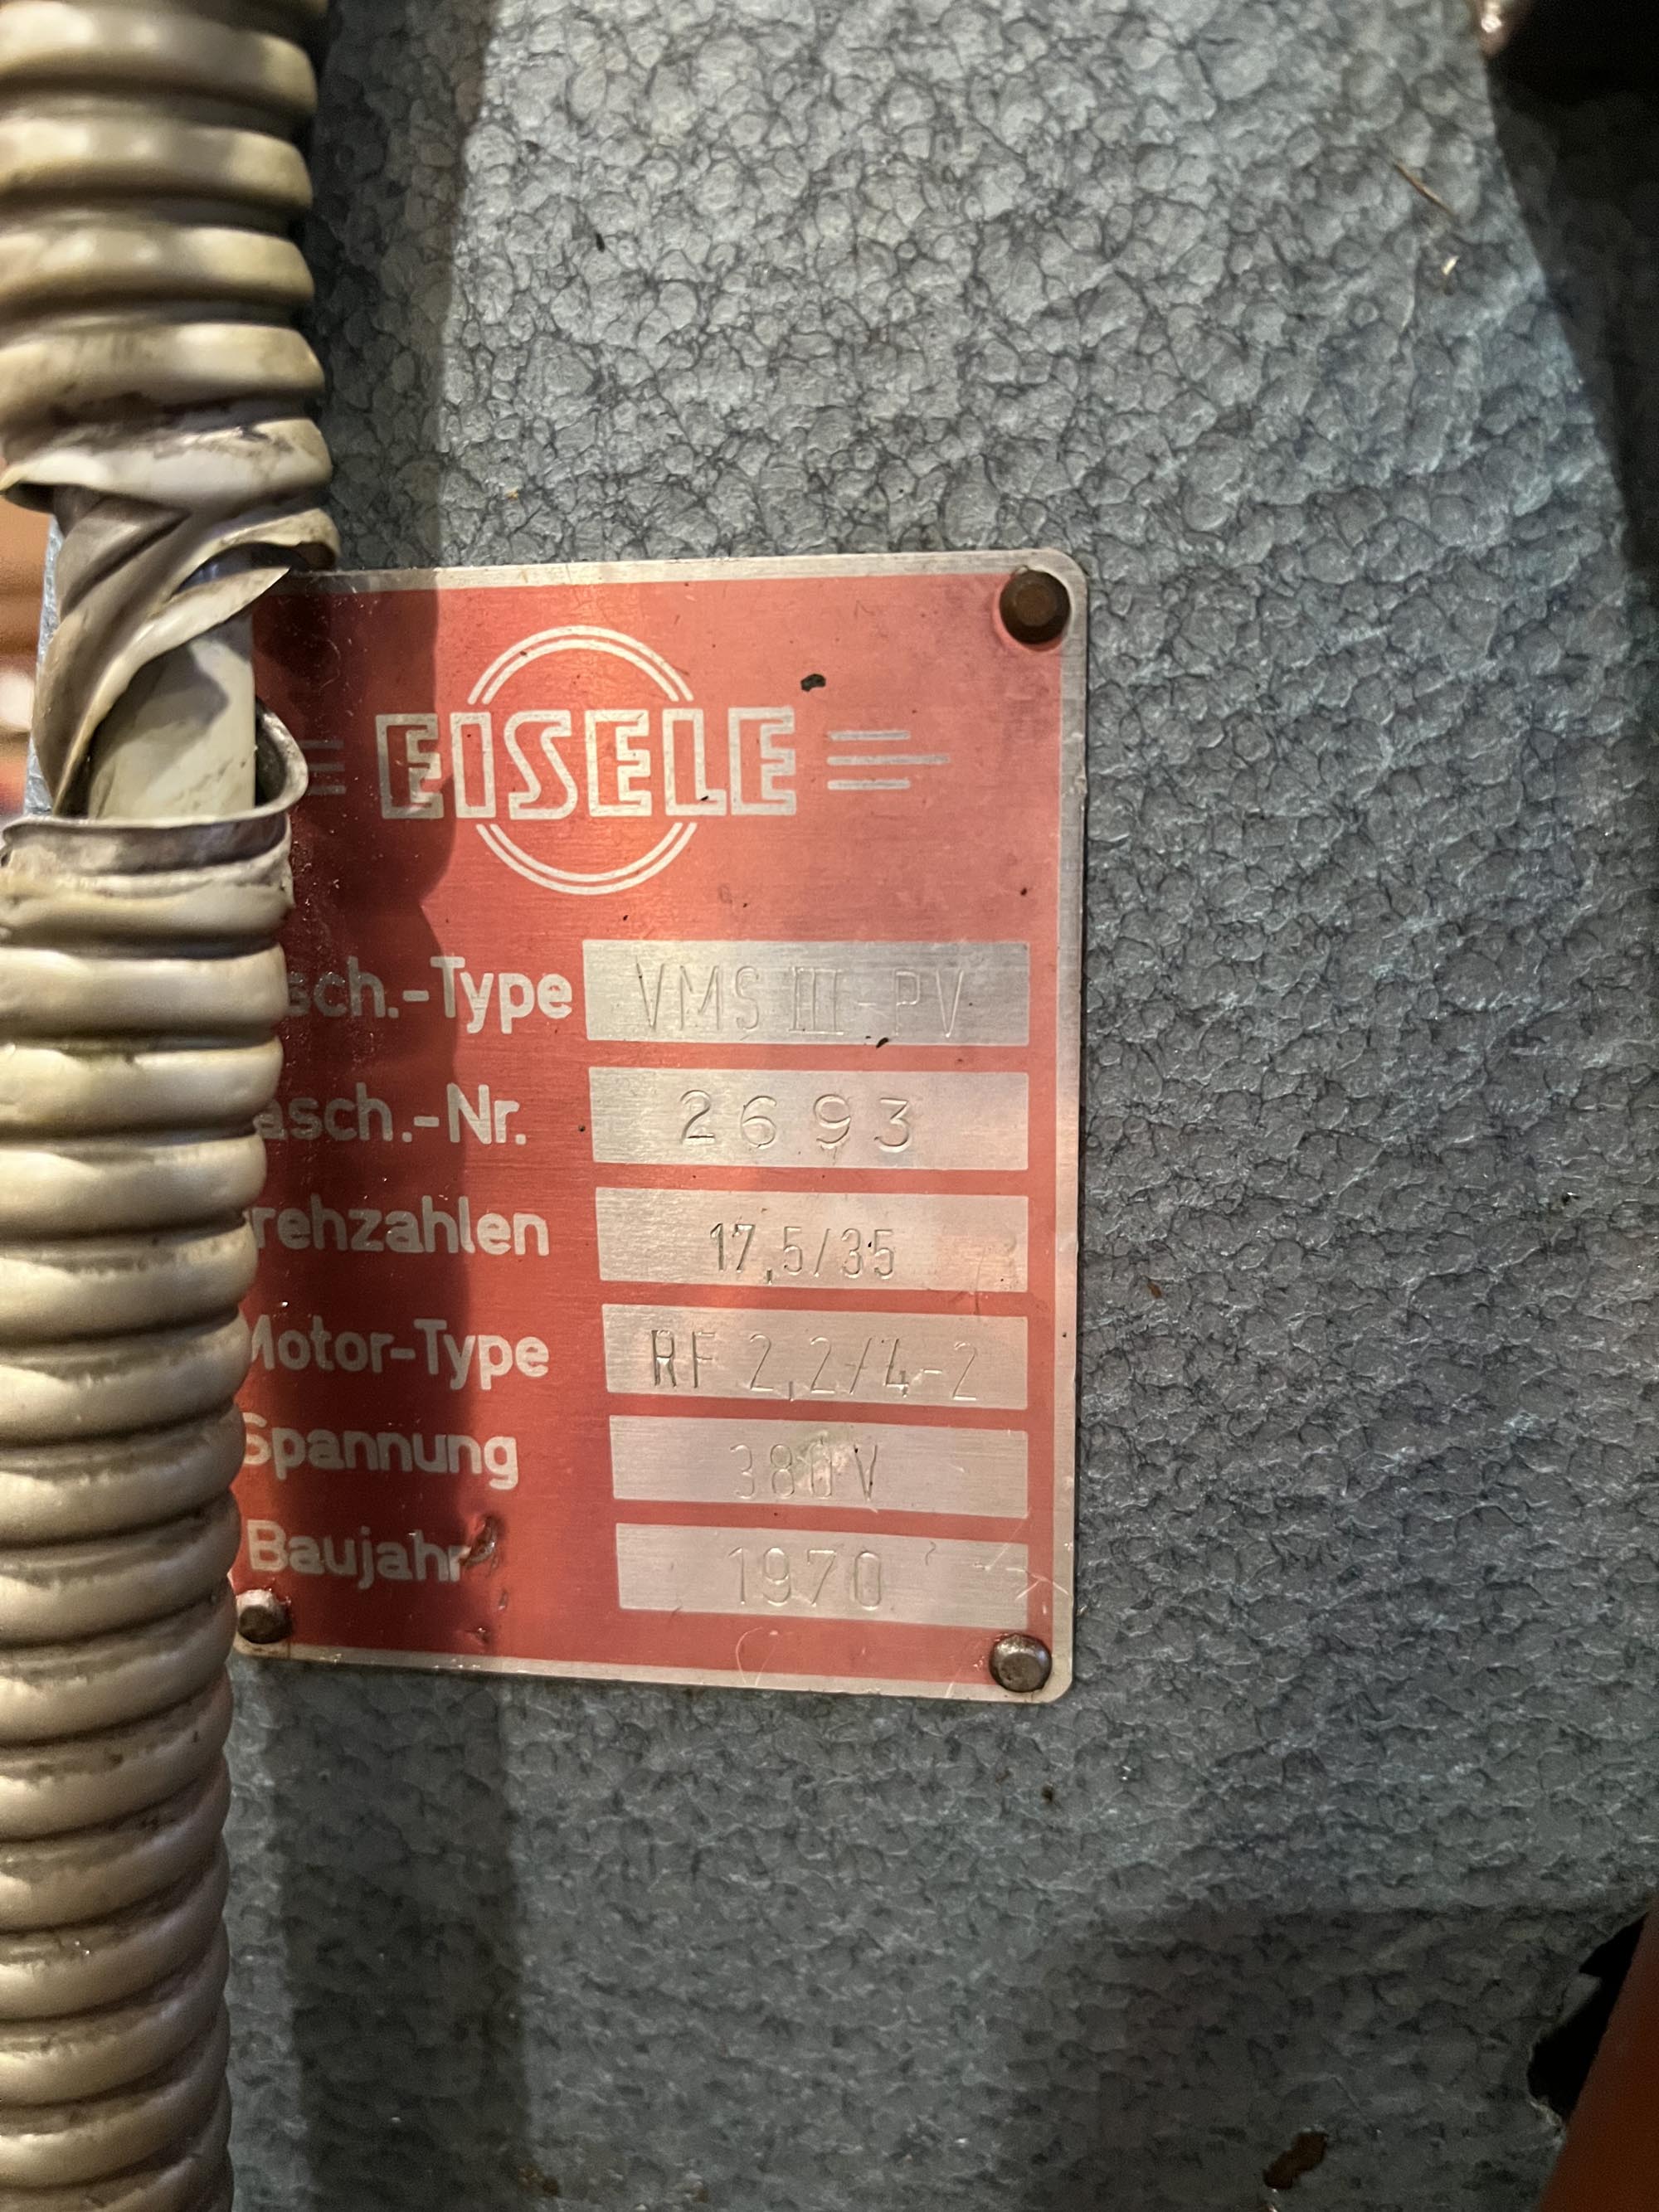 EISELE
sch.-Type VMS III-PV
asch.-Nr. 2693
rehzahlen 17,5/35
Motor-Type RF 2,2/4-2
Spannung 380V
Baujahr 1970